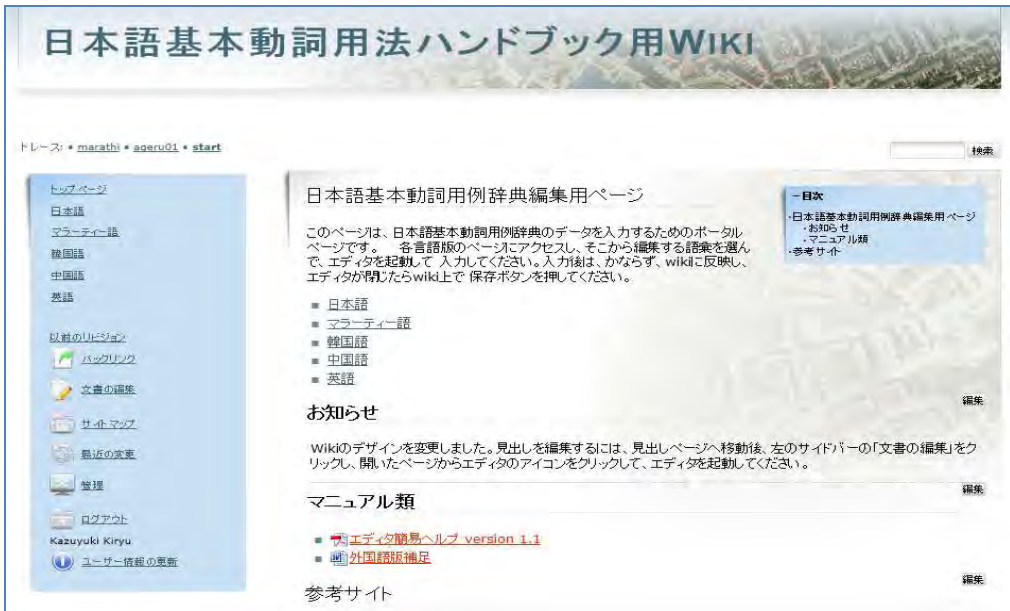 日本語基本動詞用法ハンドブック用WIKI
トレース: • marathi • ageru01 • start
検索
トップページ
日本語
マラーティー語
韓国語
中国語
英語
以前のリビジョン
バックリンク
文書の編集
サイトマップ
最近の変更
管理
ログアウト
Kazuyuki Kiryu
ユーザー情報の更新
日本語基本動詞用例辞典編集用ページ
このページは、日本語基本動詞用例辞典のデータを入力するためのポータル
ページです。 各言語版のページにアクセスし、そこから編集する語彙を選ん
で、エディタを起動して 入力してください。入力後は、かならず、wikiに反映し、
エディタが閉じたらwiki上で 保存ボタンを押してください。
日本語
マラーティー語
韓国語
中国語
英語
- 目次
・日本語基本動詞用例辞典編集用ページ
・お知らせ
・マニュアル類
・参考サイト
編集
お知らせ
Wikiのデザインを変更しました。見出しを編集するには、見出しページへ移動後、左のサイドバーの「文書の編集」をク
リックし、開いたページからエディタのアイコンをクリックして、エディタを起動してください。
編集
マニュアル類
エディタ簡易ヘルプ version 1.1
外国語版補足
編集
参考サイト